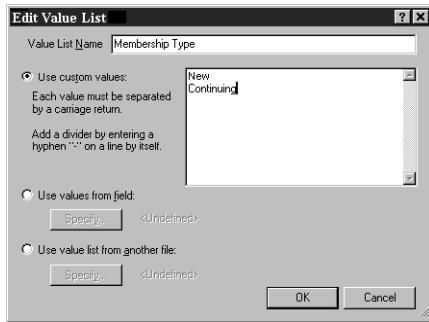 Edit Value List
Value List Name Membership Type
Use custom values:
New
Continuing
Each value must be separated
by a carriage return.
Add a divider by entering a
hyphen "-" on a line by itself.
Use values from field:
Specify... <Undefined>
Use value list from another file:
Specify... <Undefined>
OK Cancel